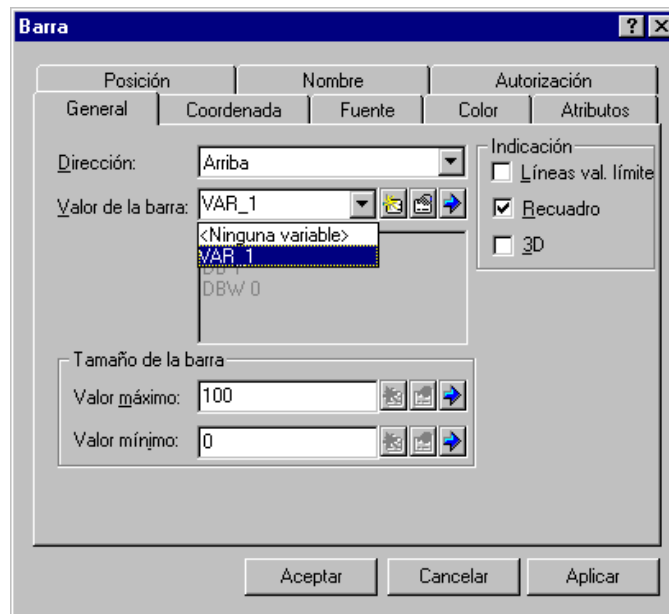 Barra
Posición Nombre Autorización
General Coordenada Fuente Color Atributos
Dirección: Arriba
Indicación
Líneas val. límite
Valor de la barra: VAR_1
Recuadro
<Ninguna variable>
VAR_1
3D
DB 1
DBW 0
Tamaño de la barra
Valor máximo: 100
Valor mínimo: 0
Aceptar Cancelar Aplicar